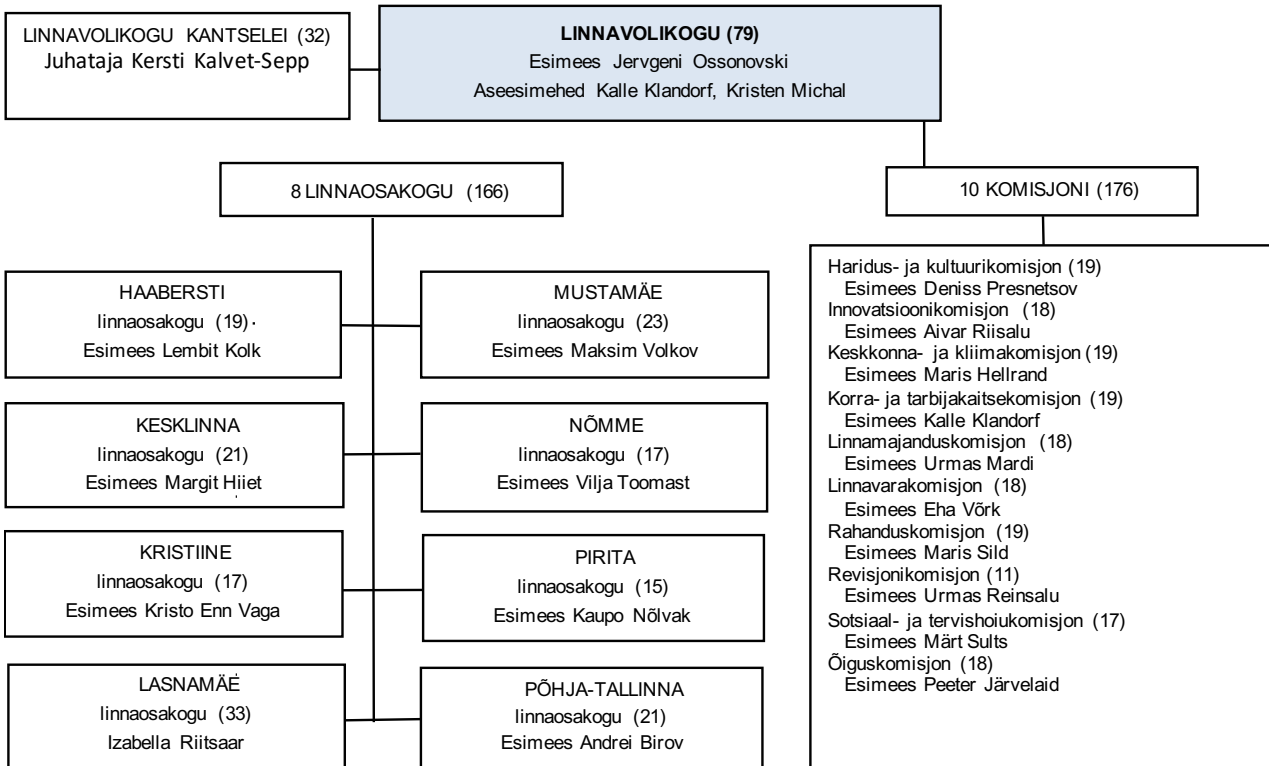 LINNAVOLIKOGU KANTSELEI (32)
Juhataja Kersti Kalvet-Sepp
LINNAVOLIKOGU (79)
Esimees Jervgeni Ossonovski
Aseesimehed Kalle Klandorf, Kristen Michal
8 LINNAOSAKOGU (166)
10 KOMISJONI (176)
HAABERSTI
linnaosakogu (19)
Esimees Lembit Kolk
MUSTAMÄE
linnaosakogu (23)
Esimees Maksim Volkov
KESKLINNA
linnaosakogu (21)
Esimees Margit Hiiet
NÕMME
linnaosakogu (17)
Esimees Vilja Toomast
KRISTIINE
linnaosakogu (17)
Esimees Kristo Enn Vaga
PIRITA
linnaosakogu (15)
Esimees Kaupo Nõlvak
LASNAMÄE
linnaosakogu (33)
Izabella Riitsaar
PÕHJA-TALLINNA
linnaosakogu (21)
Esimees Andrei Birov
Haridus- ja kultuurikomisjon (19)
Esimees Deniss Presnetsov
Innovatsioonikomisjon (18)
Esimees Aivar Riisalu
Keskkonna- ja kliimakomisjon (19)
Esimees Maris Hellrand
Korra- ja tarbijakaitsekomisjon (19)
Esimees Kalle Klandorf
Linnamajanduskomisjon (18)
Esimees Urmas Mardi
Linnavarakomisjon (18)
Esimees Eha Võrk
Rahanduskomisjon (19)
Esimees Maris Sild
Revisjonikomisjon (11)
Esimees Urmas Reinsalu
Sotsiaal- ja tervishoiukomisjon (17)
Esimees Märt Sults
Õiguskomisjon (18)
Esimees Peeter Järvelaid